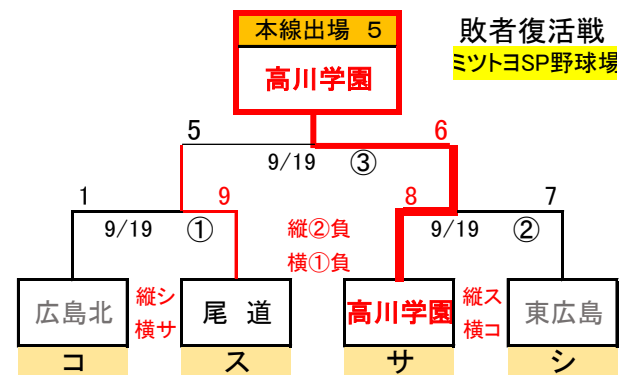 本線出場 5
敗者復活戦
ミツトヨSP野球場
高川学園
5
6
9/19 ③
1
9
8
7
9/19 ①
縦②負
横①負
9/19 ②
広島北
縦シ
横サ
尾 道
高川学園
縦ス
横コ
東広島
コ
ス
サ
シ